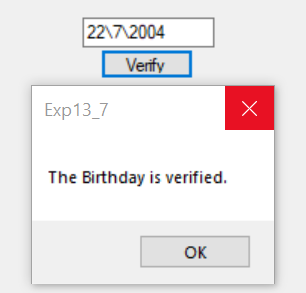 22\7\2004
Verify
Exp13_7
The Birthday is verified.
OK